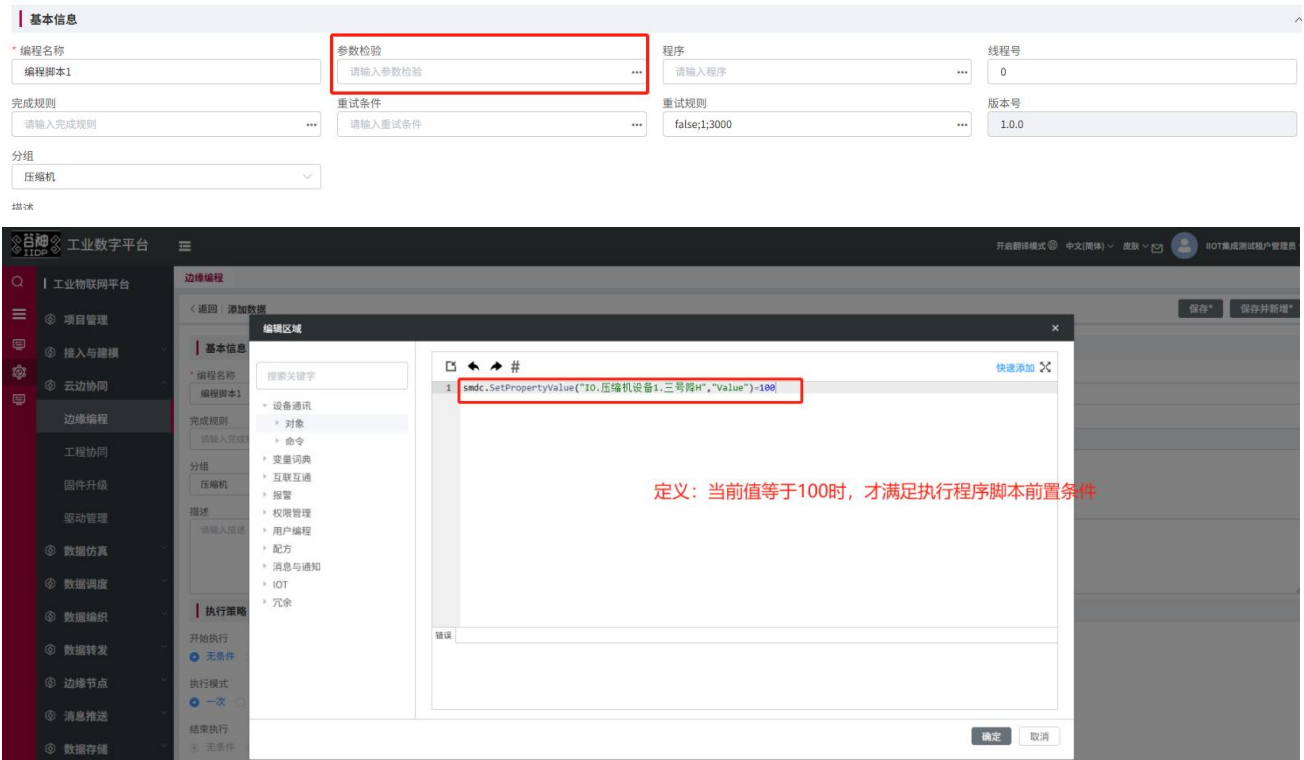 基本信息
* 编程名称 参数检验 程序 线程号
编程脚本1 请输入参数检验 ••• 请输入程序 ••• 0
完成规则 重试条件 重试规则 版本号
请输入完成规则 ••• 请输入重试条件 ••• false;1;3000 ••• 1.0.0
分组
压缩机
描述
谷神 IIDP 工业数字平台 开启翻译模式 中文(简体) 皮肤 IIOT集成测试租户管理员
工业物联网平台 边缘编程
项目管理 < 返回 添加数据 保存* 保存并新增*
编辑区域 ×
接入与建模 基本信息
搜索关键字 # 快速添加
* 编程名称
编程脚本1 1 smdc.SetPropertyValue("IO.压缩机设备1.三号降H","Value")=100
云边协同 设备通讯
边缘编程 完成规则 对象
请输入完成规 命令
工程协同 分组 变量词典
固件升级 压缩机 互联互通
报警 定义：当前值等于100时，才满足执行程序脚本前置条件
驱动管理 描述 权限管理
请输入描述 用户编程
数据仿真 配方
消息与通知
数据调度 IOT
数据编织 执行策略 冗余
数据转发 开始执行 错误
无条件
边缘节点 执行模式
消息推送 一次
数据存储 结束执行 确定 取消
无条件